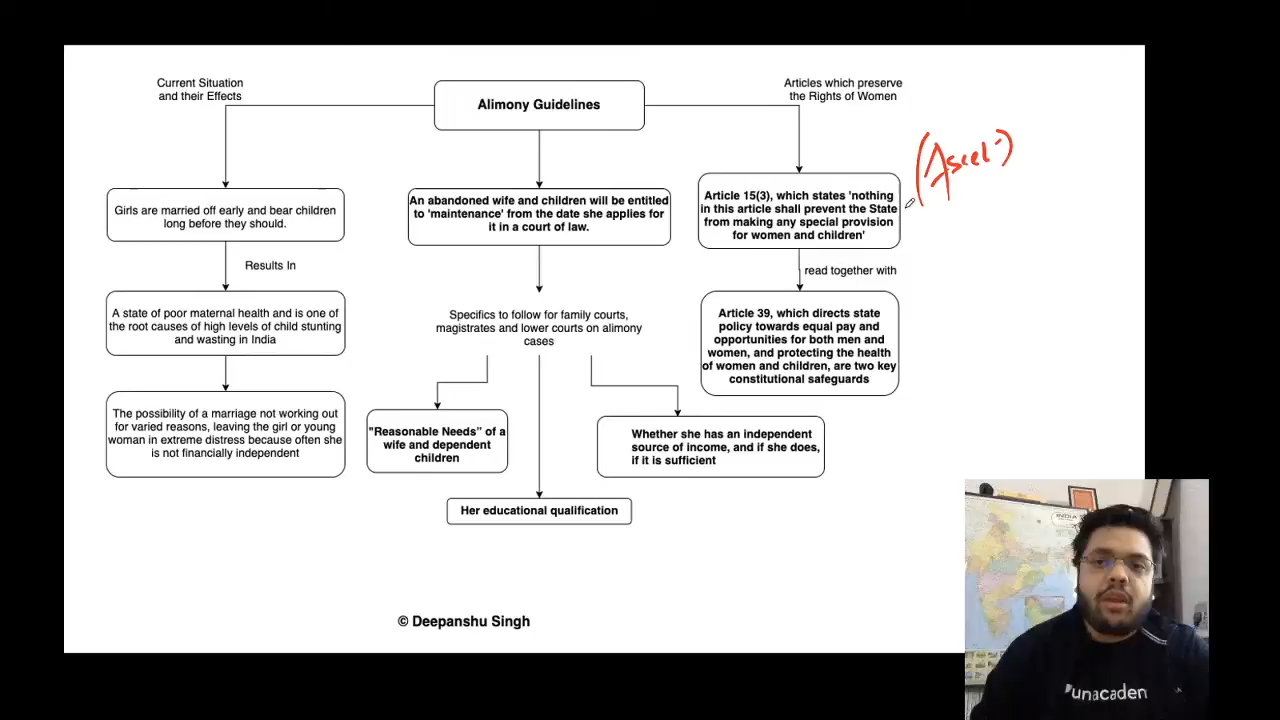 Current Situation
and their Effects
Alimony Guidelines
Articles which preserve
the Rights of Women
Girls are married off early and bear children
long before they should.
Results In
A state of poor maternal health and is one of
the root causes of high levels of child stunting
and wasting in India
The possibility of a marriage not working out
for varied reasons, leaving the girl or young
woman in extreme distress because often she
is not financially independent
An abandoned wife and children will be entitled
to 'maintenance' from the date she applies for
it in a court of law.
Specifics to follow for family courts,
magistrates and lower courts on alimony
cases
"Reasonable Needs” of a
wife and dependent
children
Her educational qualification
Whether she has an independent
source of income, and if she does,
if it is sufficient
Article 15(3), which states 'nothing
in this article shall prevent the State
from making any special provision
for women and children'
read together with
Article 39, which directs state
policy towards equal pay and
opportunities for both men and
women, and protecting the health
of women and children, are two key
constitutional safeguards
© Deepanshu Singh
INDIA
unacaden